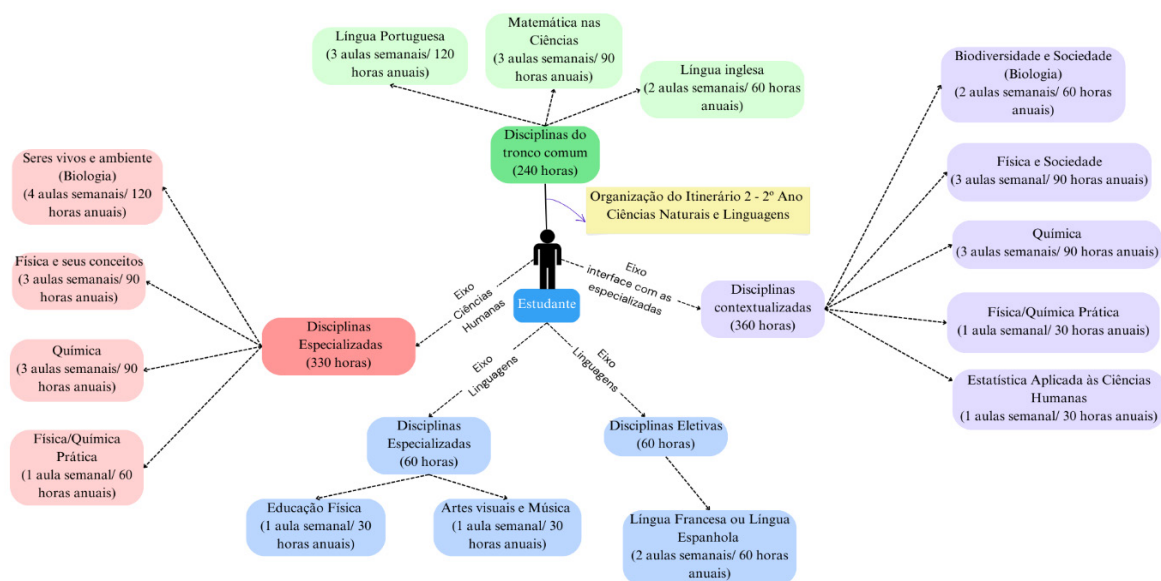 Língua Portuguesa
(3 aulas semanais/ 120
horas anuais)
Matemática nas
Ciências
(3 aulas semanais/ 90
horas anuais)
Língua inglesa
(2 aulas semanais/ 60 horas
anuais)
Disciplinas do
tronco comum
(240 horas)
Organização do Itinerário 2 - 2º Ano
Ciências Naturais e Linguagens
Estudante
Eixo
Ciências
Humanas
Disciplinas
Especializadas
(330 horas)
Seres vivos e ambiente
(Biologia)
(4 aulas semanais/ 120
horas anuais)
Física e seus conceitos
(3 aulas semanais/ 90
horas anuais)
Química
(3 aulas semanais/ 90
horas anuais)
Física/Química
Prática
(1 aula semanal/ 60
horas anuais)
Eixo
Linguagens
Disciplinas
Especializadas
(60 horas)
Educação Física
(1 aula semanal/ 30
horas anuais)
Artes visuais e Música
(1 aula semanal/ 30
horas anuais)
Eixo
Linguagens
Disciplinas Eletivas
(60 horas)
Língua Francesa ou Língua
Espanhola
(2 aulas semanais/ 60 horas
anuais)
Eixo
interface com as
especializadas
Disciplinas
contextualizadas
(360 horas)
Biodiversidade e Sociedade
(Biologia)
(2 aulas semanais/ 60 horas
anuais)
Física e Sociedade
(3 aulas semanal/ 90 horas anuais)
Química
(3 aulas semanais/ 90 horas
anuais)
Física/Química Prática
(1 aula semanal/ 30 horas
anuais)
Estatística Aplicada às Ciências
Humanas
(1 aulas semanal/ 30 horas anuais)